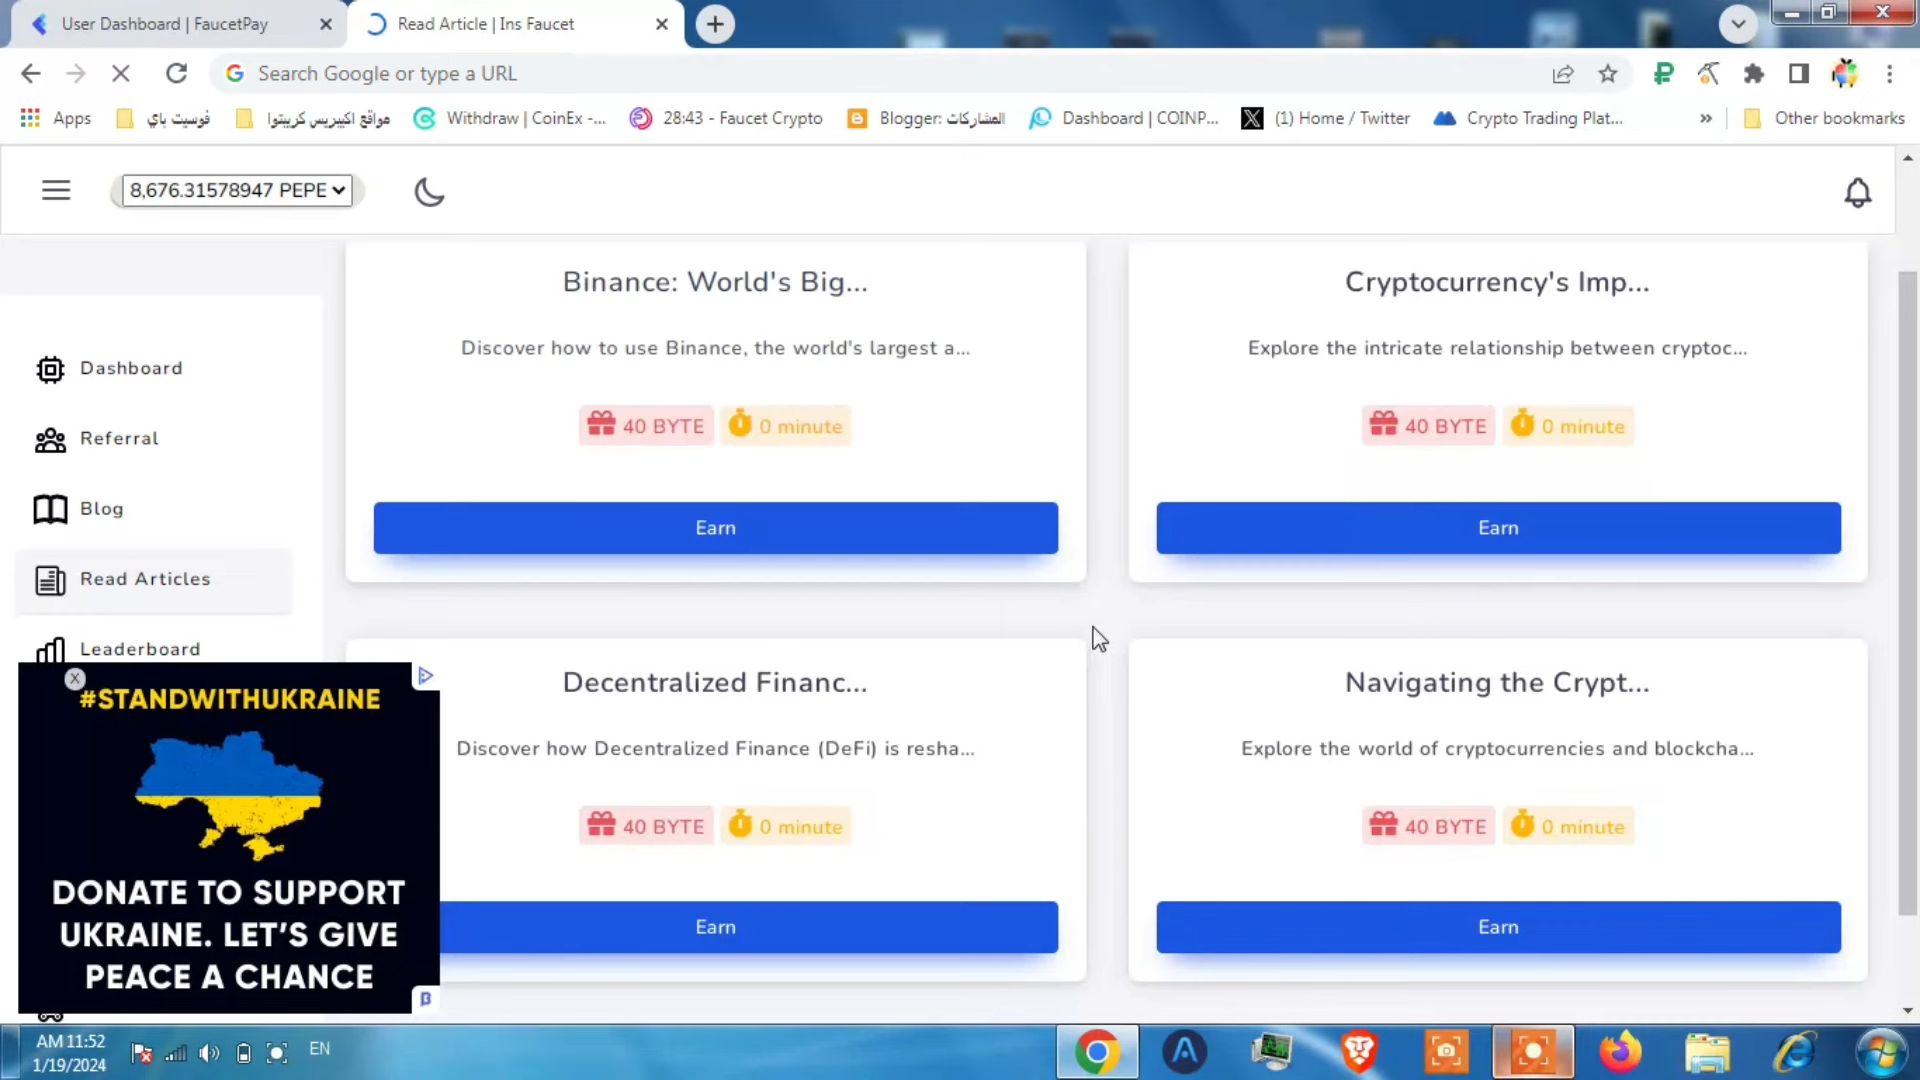 User Dashboard | FaucetPay
Read Article | Ins Faucet
Search Google or type a URL
Apps
فوسيت باي
مواقع اكبيريس كريبتوا
Withdraw | CoinEx -...
28:43 - Faucet Crypto
Blogger: المشاركات
Dashboard | COINP...
(1) Home / Twitter
Crypto Trading Plat...
»
Other bookmarks
8,676.31578947 PEPE
Dashboard
Referral
Blog
Read Articles
Leaderboard
Binance: World's Big...
Discover how to use Binance, the world's largest a...
40 BYTE
0 minute
Earn
Cryptocurrency's Imp...
Explore the intricate relationship between cryptoc...
40 BYTE
0 minute
Earn
Decentralized Financ...
Discover how Decentralized Finance (DeFi) is resha...
40 BYTE
0 minute
Earn
Navigating the Crypt...
Explore the world of cryptocurrencies and blockcha...
40 BYTE
0 minute
Earn
X
#STANDWITHUKRAINE
DONATE TO SUPPORT
UKRAINE. LET'S GIVE
PEACE A CHANCE
AM 11:52
1/19/2024
EN